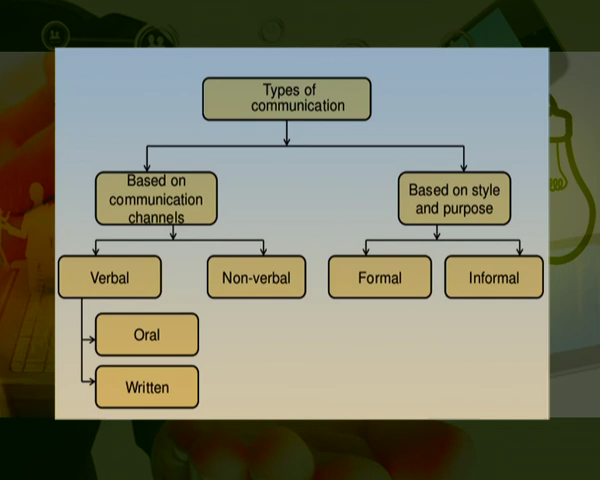 Types of
communication
Based on
communication
channels
Based on style
and purpose
Verbal
Non-verbal
Formal
Informal
Oral
Written